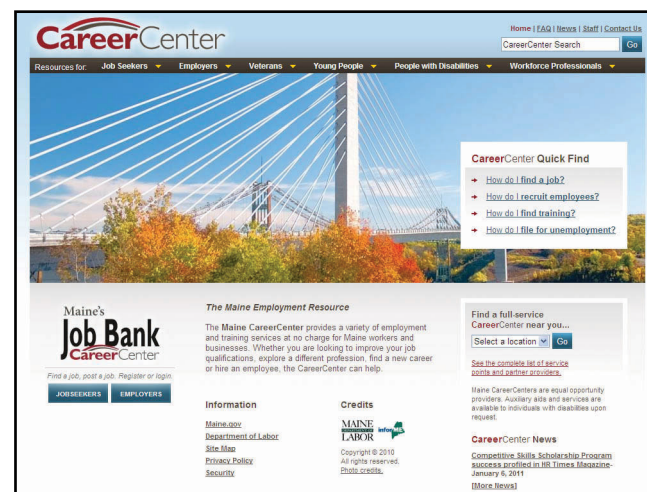 CareerCenter
Home | FAQ | News | Staff | Contact Us
CareerCenter Search Go
Resources for: Job Seekers Employers Veterans Young People People with Disabilities Workforce Professionals
CareerCenter Quick Find
How do I find a job?
How do I recruit employees?
How do I find training?
How do I file for unemployment?
Maine's
Job Bank
CareerCenter
Find a job, post a job. Register or login.
JOBSEEKERS EMPLOYERS
The Maine Employment Resource
The Maine CareerCenter provides a variety of employment
and training services at no charge for Maine workers and
businesses. Whether you are looking to improve your job
qualifications, explore a different profession, find a new career
or hire an employee, the CareerCenter can help.
Information
Maine.gov
Department of Labor
Site Map
Privacy Policy
Security
Credits
MAINE
DEPARTMENT OF
LABOR
informe
Copyright © 2010
All rights reserved.
Photo credits.
Find a full-service
CareerCenter near you...
Select a location Go
See the complete list of service
points and partner providers.
Maine CareerCenters are equal opportunity
providers. Auxiliary aids and services are
available to individuals with disabilities upon
request.
CareerCenter News
Competitive Skills Scholarship Program
success profiled in HR Times Magazine-
January 6, 2011
[More News]